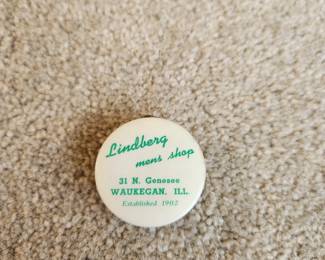 Lindberg
mens shop
31 N. Genesee
WAUKEGAN, ILL.
Established 1902